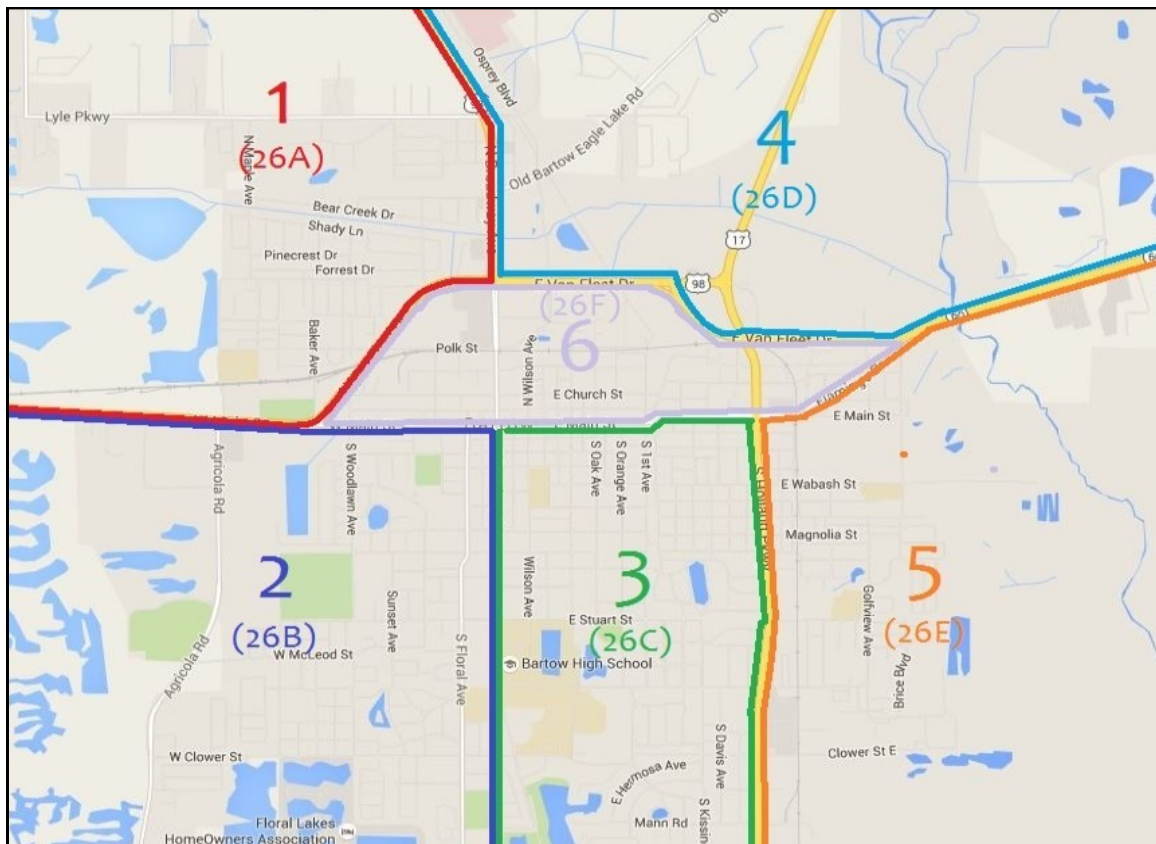 Osprey Blvd
1
(26A)
Lyle Pkwy
N Maple Ave
Old Bartow Eagle Lake Rd
4
(26D)
Bear Creek Dr
Shady Ln
17
Pinecrest Dr
Forrest Dr
98
E Van Fleet Dr
(26F)
6
(60)
E Van Fleet Dr
Baker Ave
Polk St
N Wilson Ave
E Church St
E Main St
E Main St
S Woodlawn Ave
Agricola Rd
S Oak Ave
S Orange Ave
S 1st Ave
E Wabash St
Magnolia St
2
(26B)
3
(26C)
5
(26E)
Wilson Ave
Sunset Ave
S Floral Ave
E Stuart St
Golfview Ave
W McLeod St
Bartow High School
Agricola Rd
Brice Blvd
W Clower St
S Davis Ave
Clower St E
E Hermosa Ave
Mann Rd
S Kissing
Floral Lakes
HomeOwners Association